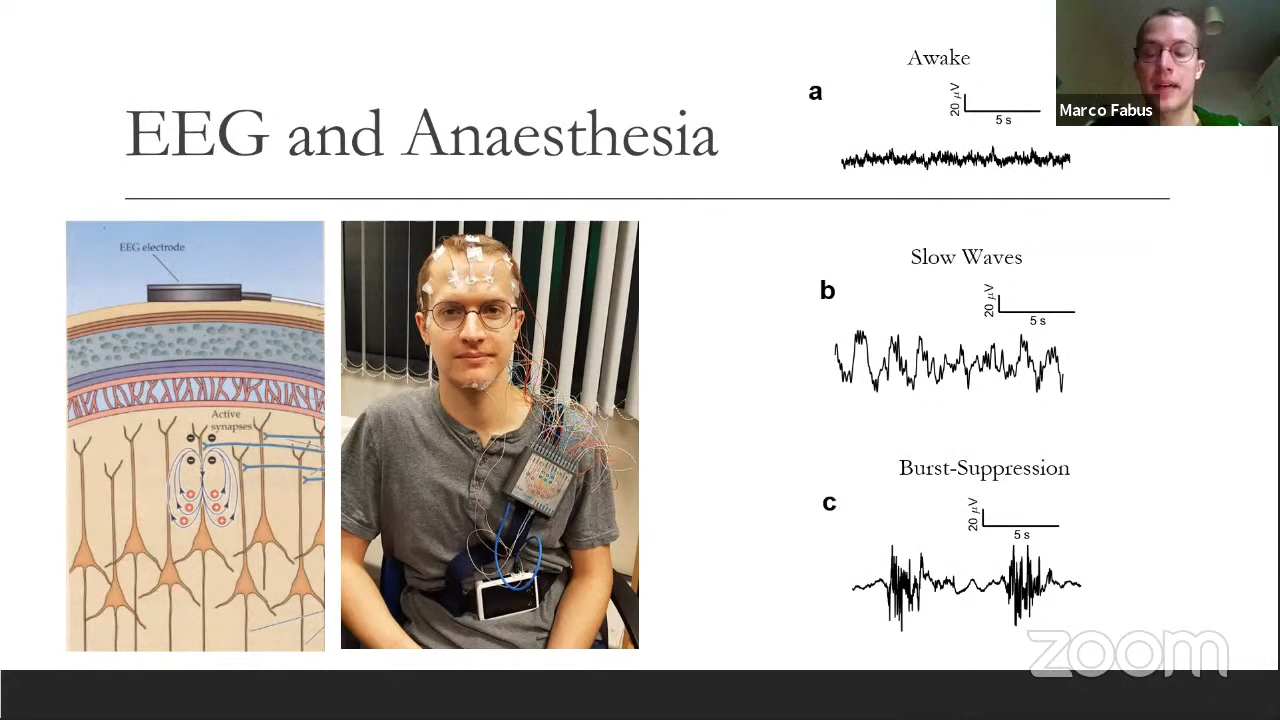 EEG and Anaesthesia
EEG electrode
Active
synapses
Awake
a
20 μV
5 s
Slow Waves
b
20 μV
5 s
Burst-Suppression
c
20 μV
5 s
Marco Fabus
zoom